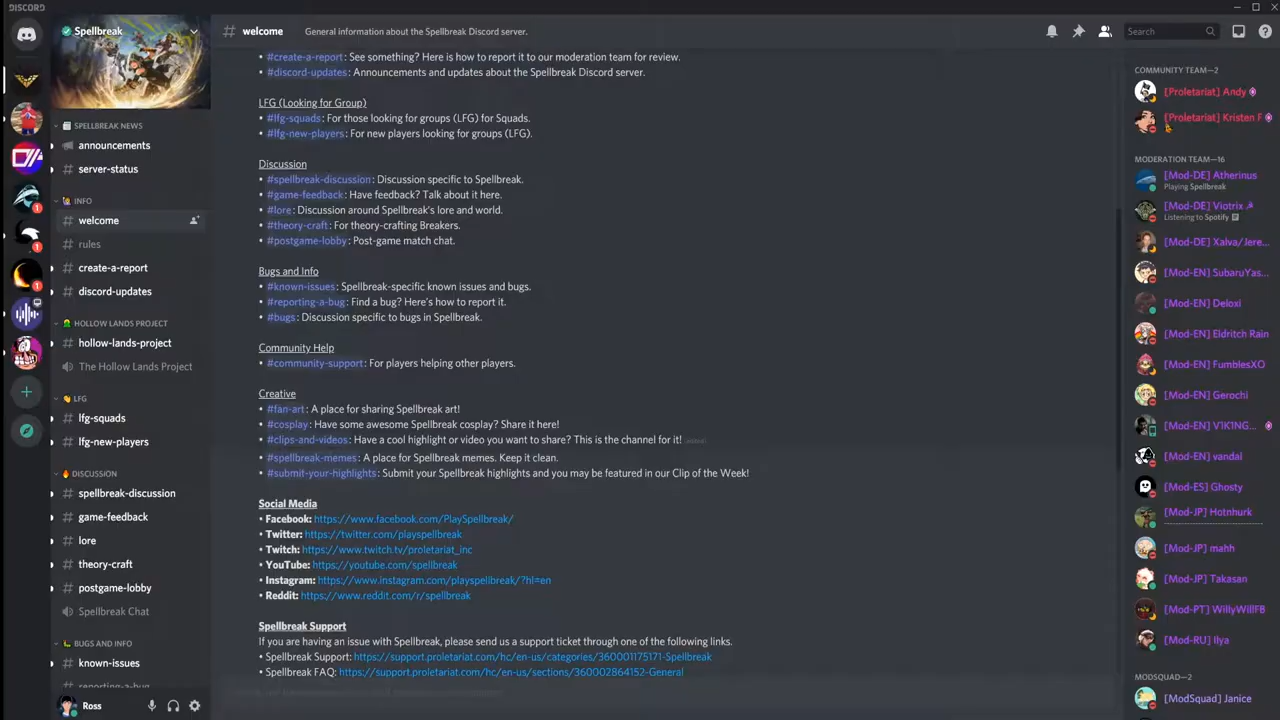 DISCORD
Spellbreak
SPELLBREAK NEWS
announcements
server-status
INFO
welcome
rules
create-a-report
discord-updates
HOLLOW LANDS PROJECT
hollow-lands-project
The Hollow Lands Project
LFG
lfg-squads
lfg-new-players
DISCUSSION
spellbreak-discussion
game-feedback
lore
theory-craft
postgame-lobby
Spellbreak Chat
BUGS AND INFO
known-issues
reporting-a-bug
Ross
1
1
1
# welcome General information about the Spellbreak Discord server.
Search
• #create-a-report: See something? Here is how to report it to our moderation team for review.
• #discord-updates: Announcements and updates about the Spellbreak Discord server.
LFG (Looking for Group)
• #lfg-squads: For those looking for groups (LFG) for Squads.
• #lfg-new-players: For new players looking for groups (LFG).
Discussion
• #spellbreak-discussion: Discussion specific to Spellbreak.
• #game-feedback: Have feedback? Talk about it here.
• #lore: Discussion around Spellbreak's lore and world.
• #theory-craft: For theory-crafting Breakers.
• #postgame-lobby: Post-game match chat.
Bugs and Info
• #known-issues: Spellbreak-specific known issues and bugs.
• #reporting-a-bug: Find a bug? Here's how to report it.
• #bugs: Discussion specific to bugs in Spellbreak.
Community Help
• #community-support: For players helping other players.
Creative
• #fan-art: A place for sharing Spellbreak art!
• #cosplay: Have some awesome Spellbreak cosplay? Share it here!
• #clips-and-videos: Have a cool highlight or video you want to share? This is the channel for it! (edited)
• #spellbreak-memes: A place for Spellbreak memes. Keep it clean.
• #submit-your-highlights: Submit your Spellbreak highlights and you may be featured in our Clip of the Week!
Social Media
• Facebook: https://www.facebook.com/PlaySpellbreak/
• Twitter: https://twitter.com/playspellbreak
• Twitch: https://www.twitch.tv/proletariat_inc
• YouTube: https://youtube.com/spellbreak
• Instagram: https://www.instagram.com/playspellbreak/?hl=en
• Reddit: https://www.reddit.com/r/spellbreak
Spellbreak Support
If you are having an issue with Spellbreak, please send us a support ticket through one of the following links.
• Spellbreak Support: https://support.proletariat.com/hc/en-us/categories/360001175171-Spellbreak
• Spellbreak FAQ: https://support.proletariat.com/hc/en-us/sections/360002864152-General
COMMUNITY TEAM—2
[Proletariat] Andy
[Proletariat] Kristen F
MODERATION TEAM—16
[Mod-DE] Atherinus
Playing Spellbreak
[Mod-DE] Viotrix
Listening to Spotify
[Mod-DE] Xalva/Jere...
[Mod-EN] SubaruYas...
[Mod-EN] Deloxi
[Mod-EN] Eldritch Rain
[Mod-EN] FumblesXO
[Mod-EN] Gerochi
[Mod-EN] V1K1NG...
[Mod-EN] vandal
[Mod-ES] Ghosty
[Mod-JP] Hotnhurk
[Mod-JP] mahh
[Mod-JP] Takasan
[Mod-PT] WillyWillFB
[Mod-RU] Ilya
MODSQUAD—2
[ModSquad] Janice